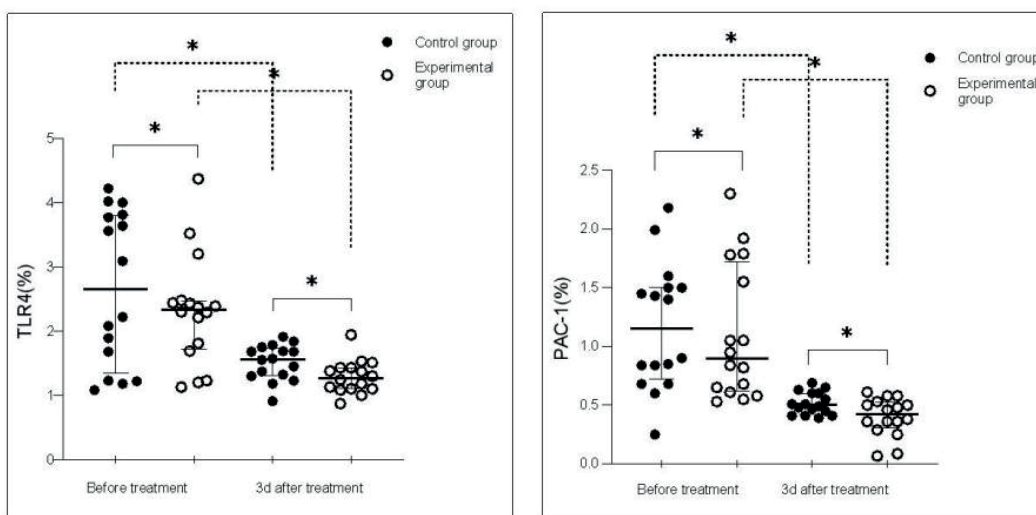 Control group
Experimental
group
*
*
*
*
5
4
3
2
1
0
TLR4(%)
Before treatment
3d after treatment
Control group
Experimental
group
*
*
*
*
2.5
2.0
1.5
1.0
0.5
0.0
PAC-1(%)
Before treatment
3d after treatment